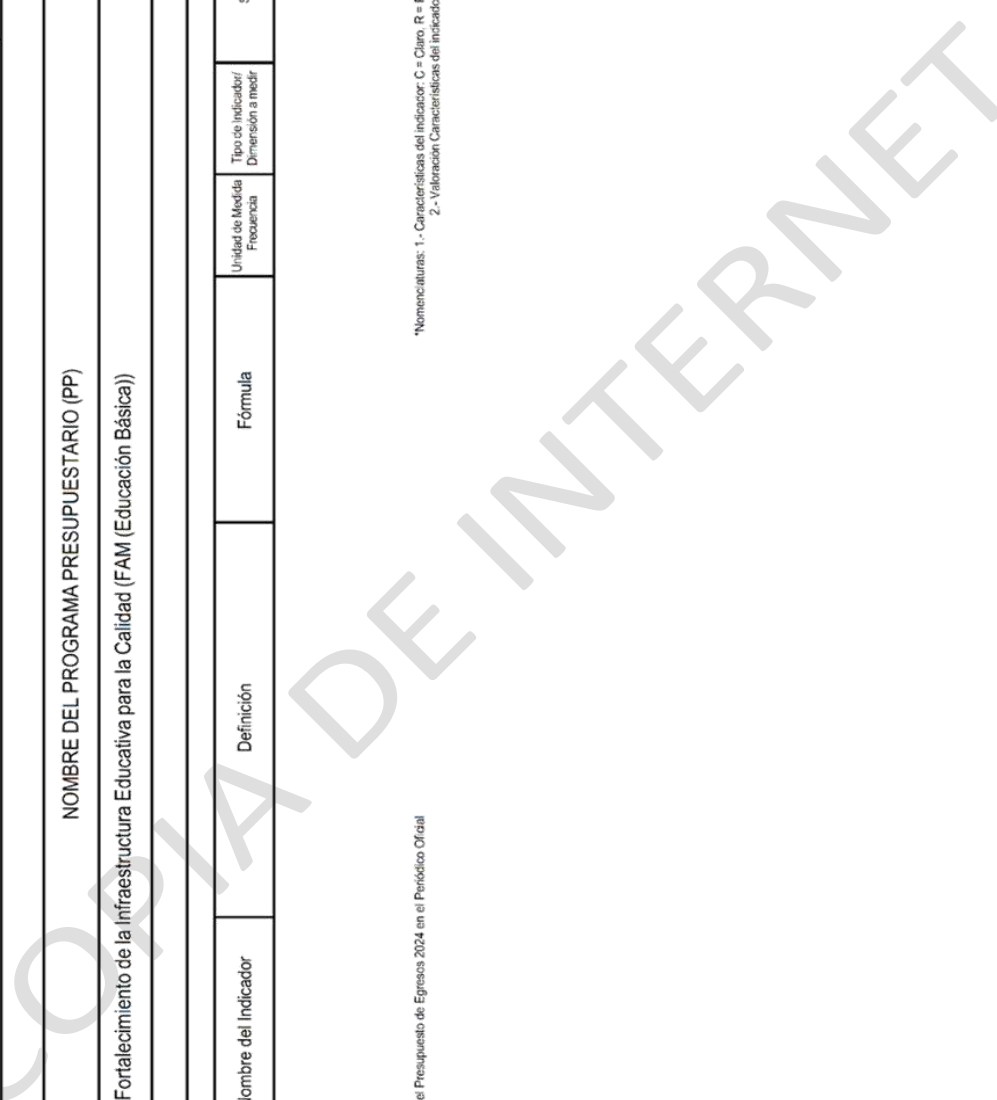 NOMBRE DEL PROGRAMA PRESUPUESTARIO (PP)
Fortalecimiento de la Infraestructura Educativa para la Calidad (FAM (Educación Básica))
ombre del Indicador
Definición
Fórmula
Unidad de Medida
Frecuencia
Tipo de Indicador/
Dimensión a medir
el Presupuesto de Egresos 2024 en el Periódico Oficial
*Nomenclaturas: 1.- Características del indicador: C = Claro, R =
2.- Valoración Características del indicado
COPIA DE INTERNET